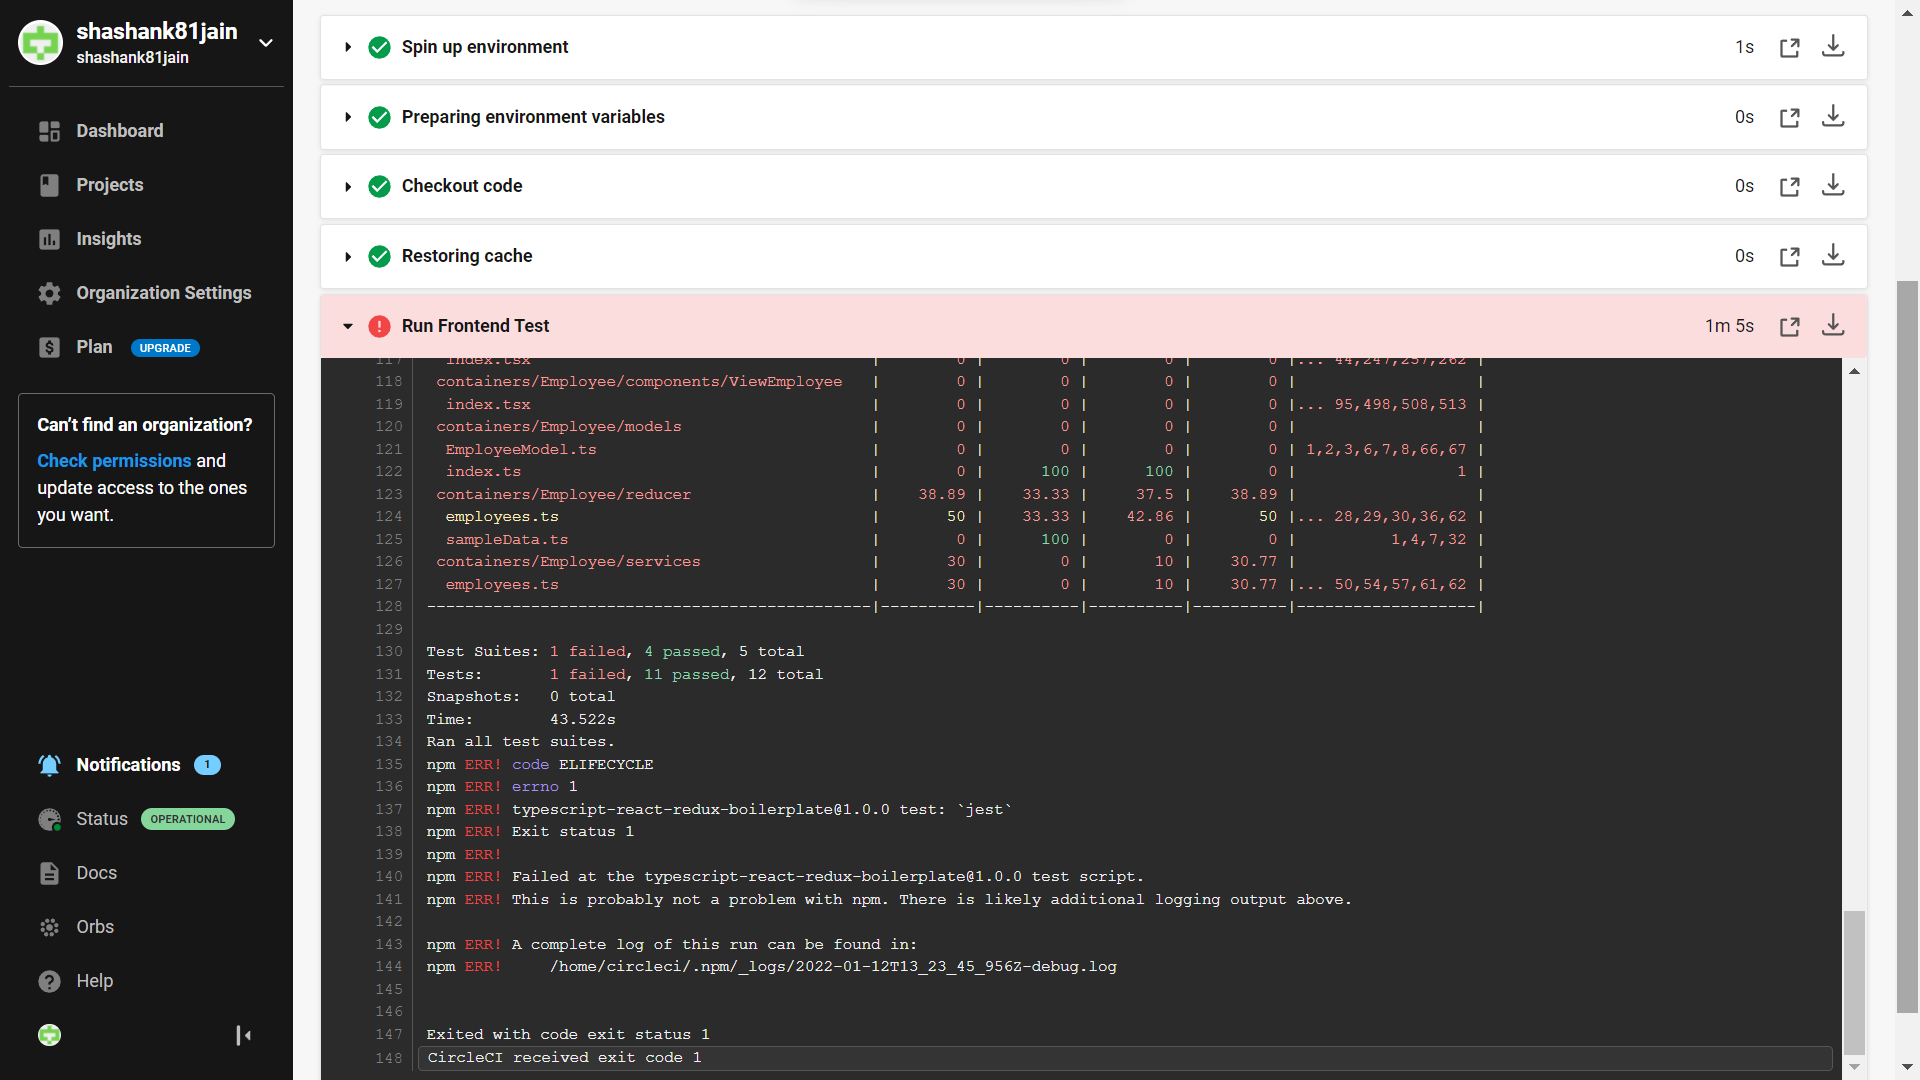 shashank81jain
shashank81jain
Dashboard
Projects
Insights
Organization Settings
Plan UPGRADE
Can't find an organization?
Check permissions and
update access to the ones
you want.
Notifications 1
Status OPERATIONAL
Docs
Orbs
Help
Spin up environment 1s
Preparing environment variables 0s
Checkout code 0s
Restoring cache 0s
Run Frontend Test 1m 5s
117 index.tsx | 0 | 0 | 0 | 0 |... 44,247,257,262 |
118 containers/Employee/components/ViewEmployee | 0 | 0 | 0 | 0 | |
119 index.tsx | 0 | 0 | 0 | 0 |... 95,498,508,513 |
120 containers/Employee/models | 0 | 0 | 0 | 0 | |
121 EmployeeModel.ts | 0 | 0 | 0 | 0 | 1,2,3,6,7,8,66,67 |
122 index.ts | 0 | 100 | 100 | 0 | 1 |
123 containers/Employee/reducer | 38.89 | 33.33 | 37.5 | 38.89 | |
124 employees.ts | 50 | 33.33 | 42.86 | 50 |... 28,29,30,36,62 |
125 sampleData.ts | 0 | 100 | 0 | 0 | 1,4,7,32 |
126 containers/Employee/services | 30 | 0 | 10 | 30.77 | |
127 employees.ts | 30 | 0 | 10 | 30.77 |... 50,54,57,61,62 |
128 -----------------------------------------------|----------|----------|----------|----------|-------------------|
129
130 Test Suites: 1 failed, 4 passed, 5 total
131 Tests: 1 failed, 11 passed, 12 total
132 Snapshots: 0 total
133 Time: 43.522s
134 Ran all test suites.
135 npm ERR! code ELIFECYCLE
136 npm ERR! errno 1
137 npm ERR! typescript-react-redux-boilerplate@1.0.0 test: `jest`
138 npm ERR! Exit status 1
139 npm ERR!
140 npm ERR! Failed at the typescript-react-redux-boilerplate@1.0.0 test script.
141 npm ERR! This is probably not a problem with npm. There is likely additional logging output above.
142
143 npm ERR! A complete log of this run can be found in:
144 npm ERR! /home/circleci/.npm/_logs/2022-01-12T13_23_45_956Z-debug.log
145
146
147 Exited with code exit status 1
148 CircleCI received exit code 1